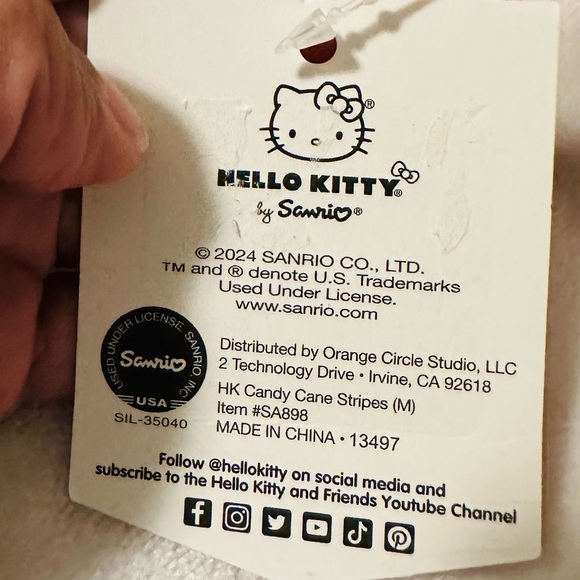 ®
HELLO KITTY®
by Sanrio®
© 2024 SANRIO CO., LTD.
TM and ® denote U.S. Trademarks
Used Under License.
www.sanrio.com
USED UNDER LICENSE. SANRIO, INC.
Sanrio
USA
SIL-35040
Distributed by Orange Circle Studio, LLC
2 Technology Drive • Irvine, CA 92618
HK Candy Cane Stripes (M)
Item #SA898
MADE IN CHINA • 13497
Follow @hellokitty on social media and
subscribe to the Hello Kitty and Friends Youtube Channel